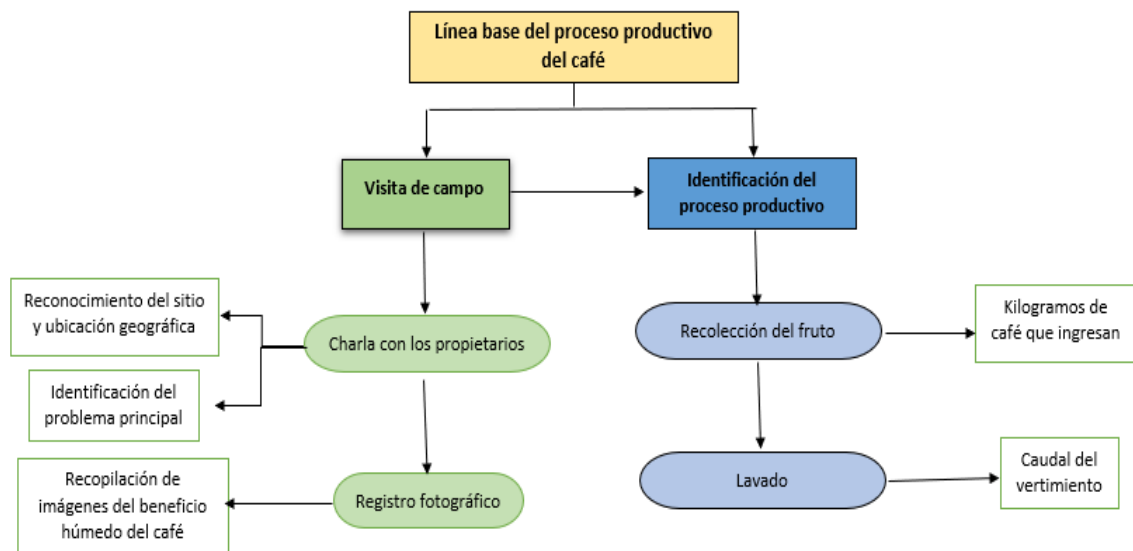 Línea base del proceso productivo
del café
Visita de campo
Identificación del
proceso productivo
Reconocimiento del sitio
y ubicación geográfica
Charla con los propietarios
Identificación del
problema principal
Recopilación de
imágenes del beneficio
húmedo del café
Registro fotográfico
Recolección del fruto
Kilogramos de
café que ingresan
Lavado
Caudal del
vertimiento